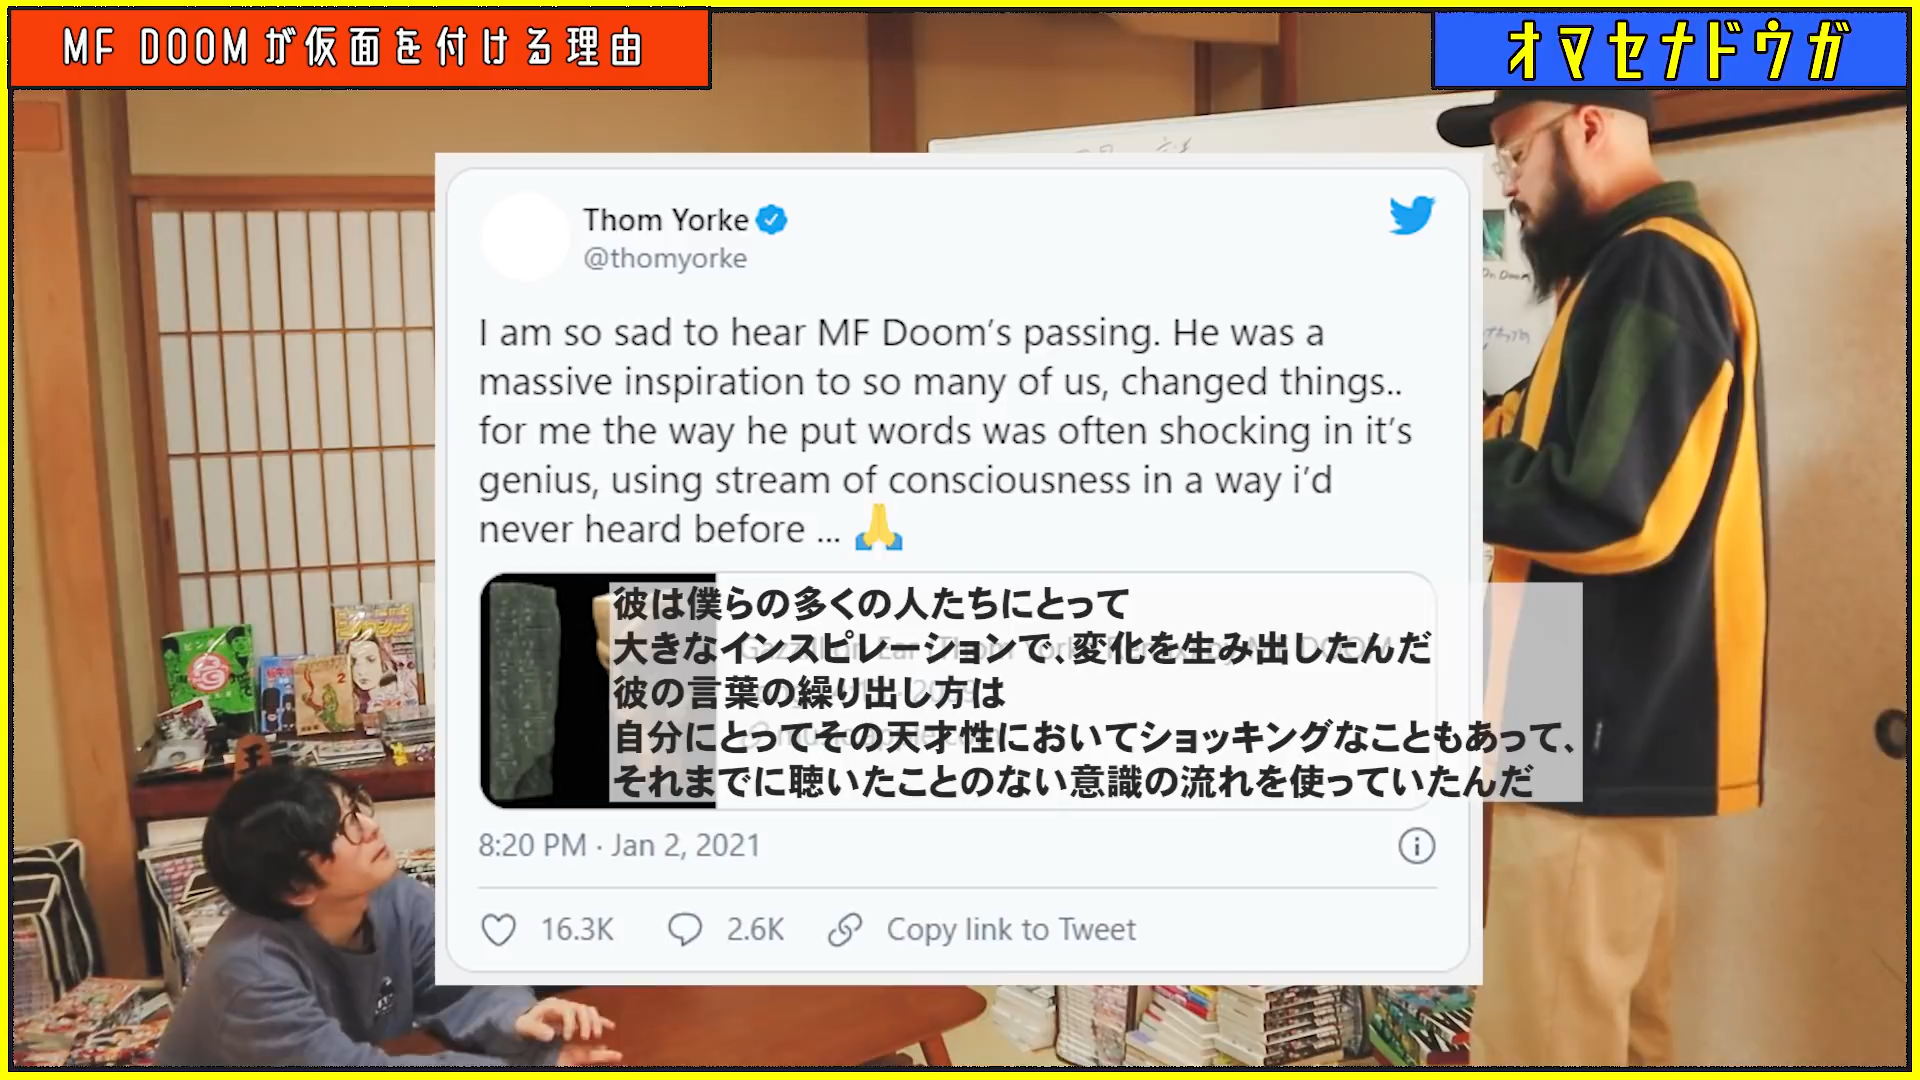 MF DOOMが仮面を付ける理由
オマセナドウガ
Thom Yorke
@thomyorke
I am so sad to hear MF Doom's passing. He was a
massive inspiration to so many of us, changed things..
for me the way he put words was often shocking in it's
genius, using stream of consciousness in a way i'd
never heard before ... 🙏
彼は僕らの多くの人たちにとって
大きなインスピレーションで、変化を生み出したんだ
彼の言葉の繰り出し方は
自分にとってその天才性においてショッキングなこともあって、
それまでに聴いたことのない意識の流れを使っていたんだ
8:20 PM · Jan 2, 2021
16.3K
2.6K
Copy link to Tweet
Dr. Doom